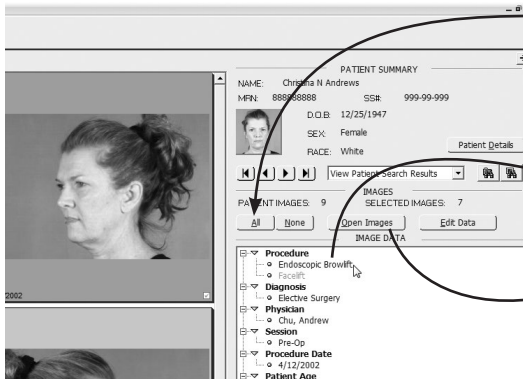 PATIENT SUMMARY
NAME: Christina N Andrews
MRN: 888888888 SS#: 999-99-999
D.O.B: 12/25/1947
SEX: Female
RACE: White
Patient Details
View Patient Search Results
IMAGES
PATIENT IMAGES: 9 SELECTED IMAGES: 7
All None Open Images Edit Data
IMAGE DATA
Procedure
Endoscopic Browlift
Facelift
Diagnosis
Elective Surgery
Physician
Chu, Andrew
Session
Pre-Op
Procedure Date
4/12/2002
Patient Age
2002